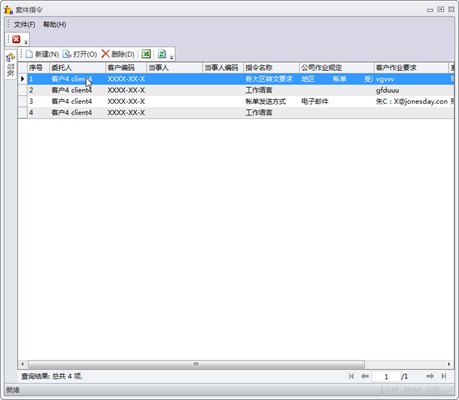 案件指令
文件(F) 帮助(H)
新建(N) 打开(O) 删除(D)
序号 委托人 客户编码 当事人 当事人编码 指令名称 公司作业规定 客户作业要求
1 客户4 client4 XXXX-XX-X 各大区转交要求 地区 帐单 vgvvv
2 客户4 client4 XXXX-XX-X 工作语言 gfduuu
3 客户4 client4 XXXX-XX-X 帐单发送方式 电子邮件 朱C：X@jonesday.con
4 客户4 client4 XXXX-XX-X 工作语言
查询结果: 总共 4 项.
1 /1
就绪
CAP NUM SCR